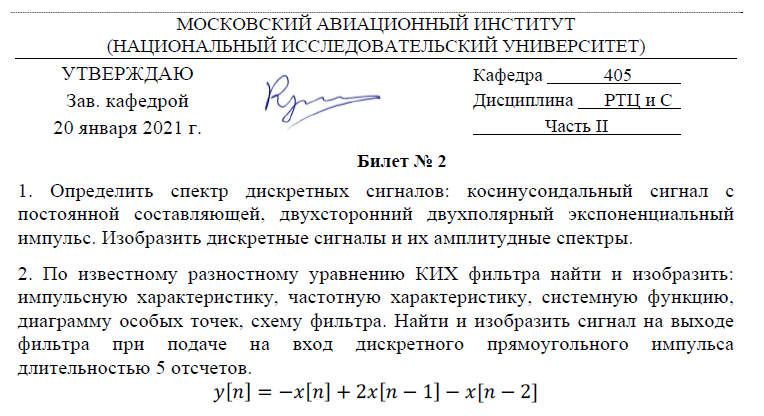 МОСКОВСКИЙ АВИАЦИОННЫЙ ИНСТИТУТ
(НАЦИОНАЛЬНЫЙ ИССЛЕДОВАТЕЛЬСКИЙ УНИВЕРСИТЕТ)
УТВЕРЖДАЮ
Зав. кафедрой
20 января 2021 г.
Кафедра 405
Дисциплина РТЦ и С
Часть II
Билет № 2
1. Определить спектр дискретных сигналов: косинусоидальный сигнал с
постоянной составляющей, двухсторонний двухполярный экспоненциальный
импульс. Изобразить дискретные сигналы и их амплитудные спектры.
2. По известному разностному уравнению КИХ фильтра найти и изобразить:
импульсную характеристику, частотную характеристику, системную функцию,
диаграмму особых точек, схему фильтра. Найти и изобразить сигнал на выходе
фильтра при подаче на вход дискретного прямоугольного импульса
длительностью 5 отсчетов.
y[n] = −x[n] + 2x[n − 1] − x[n − 2]